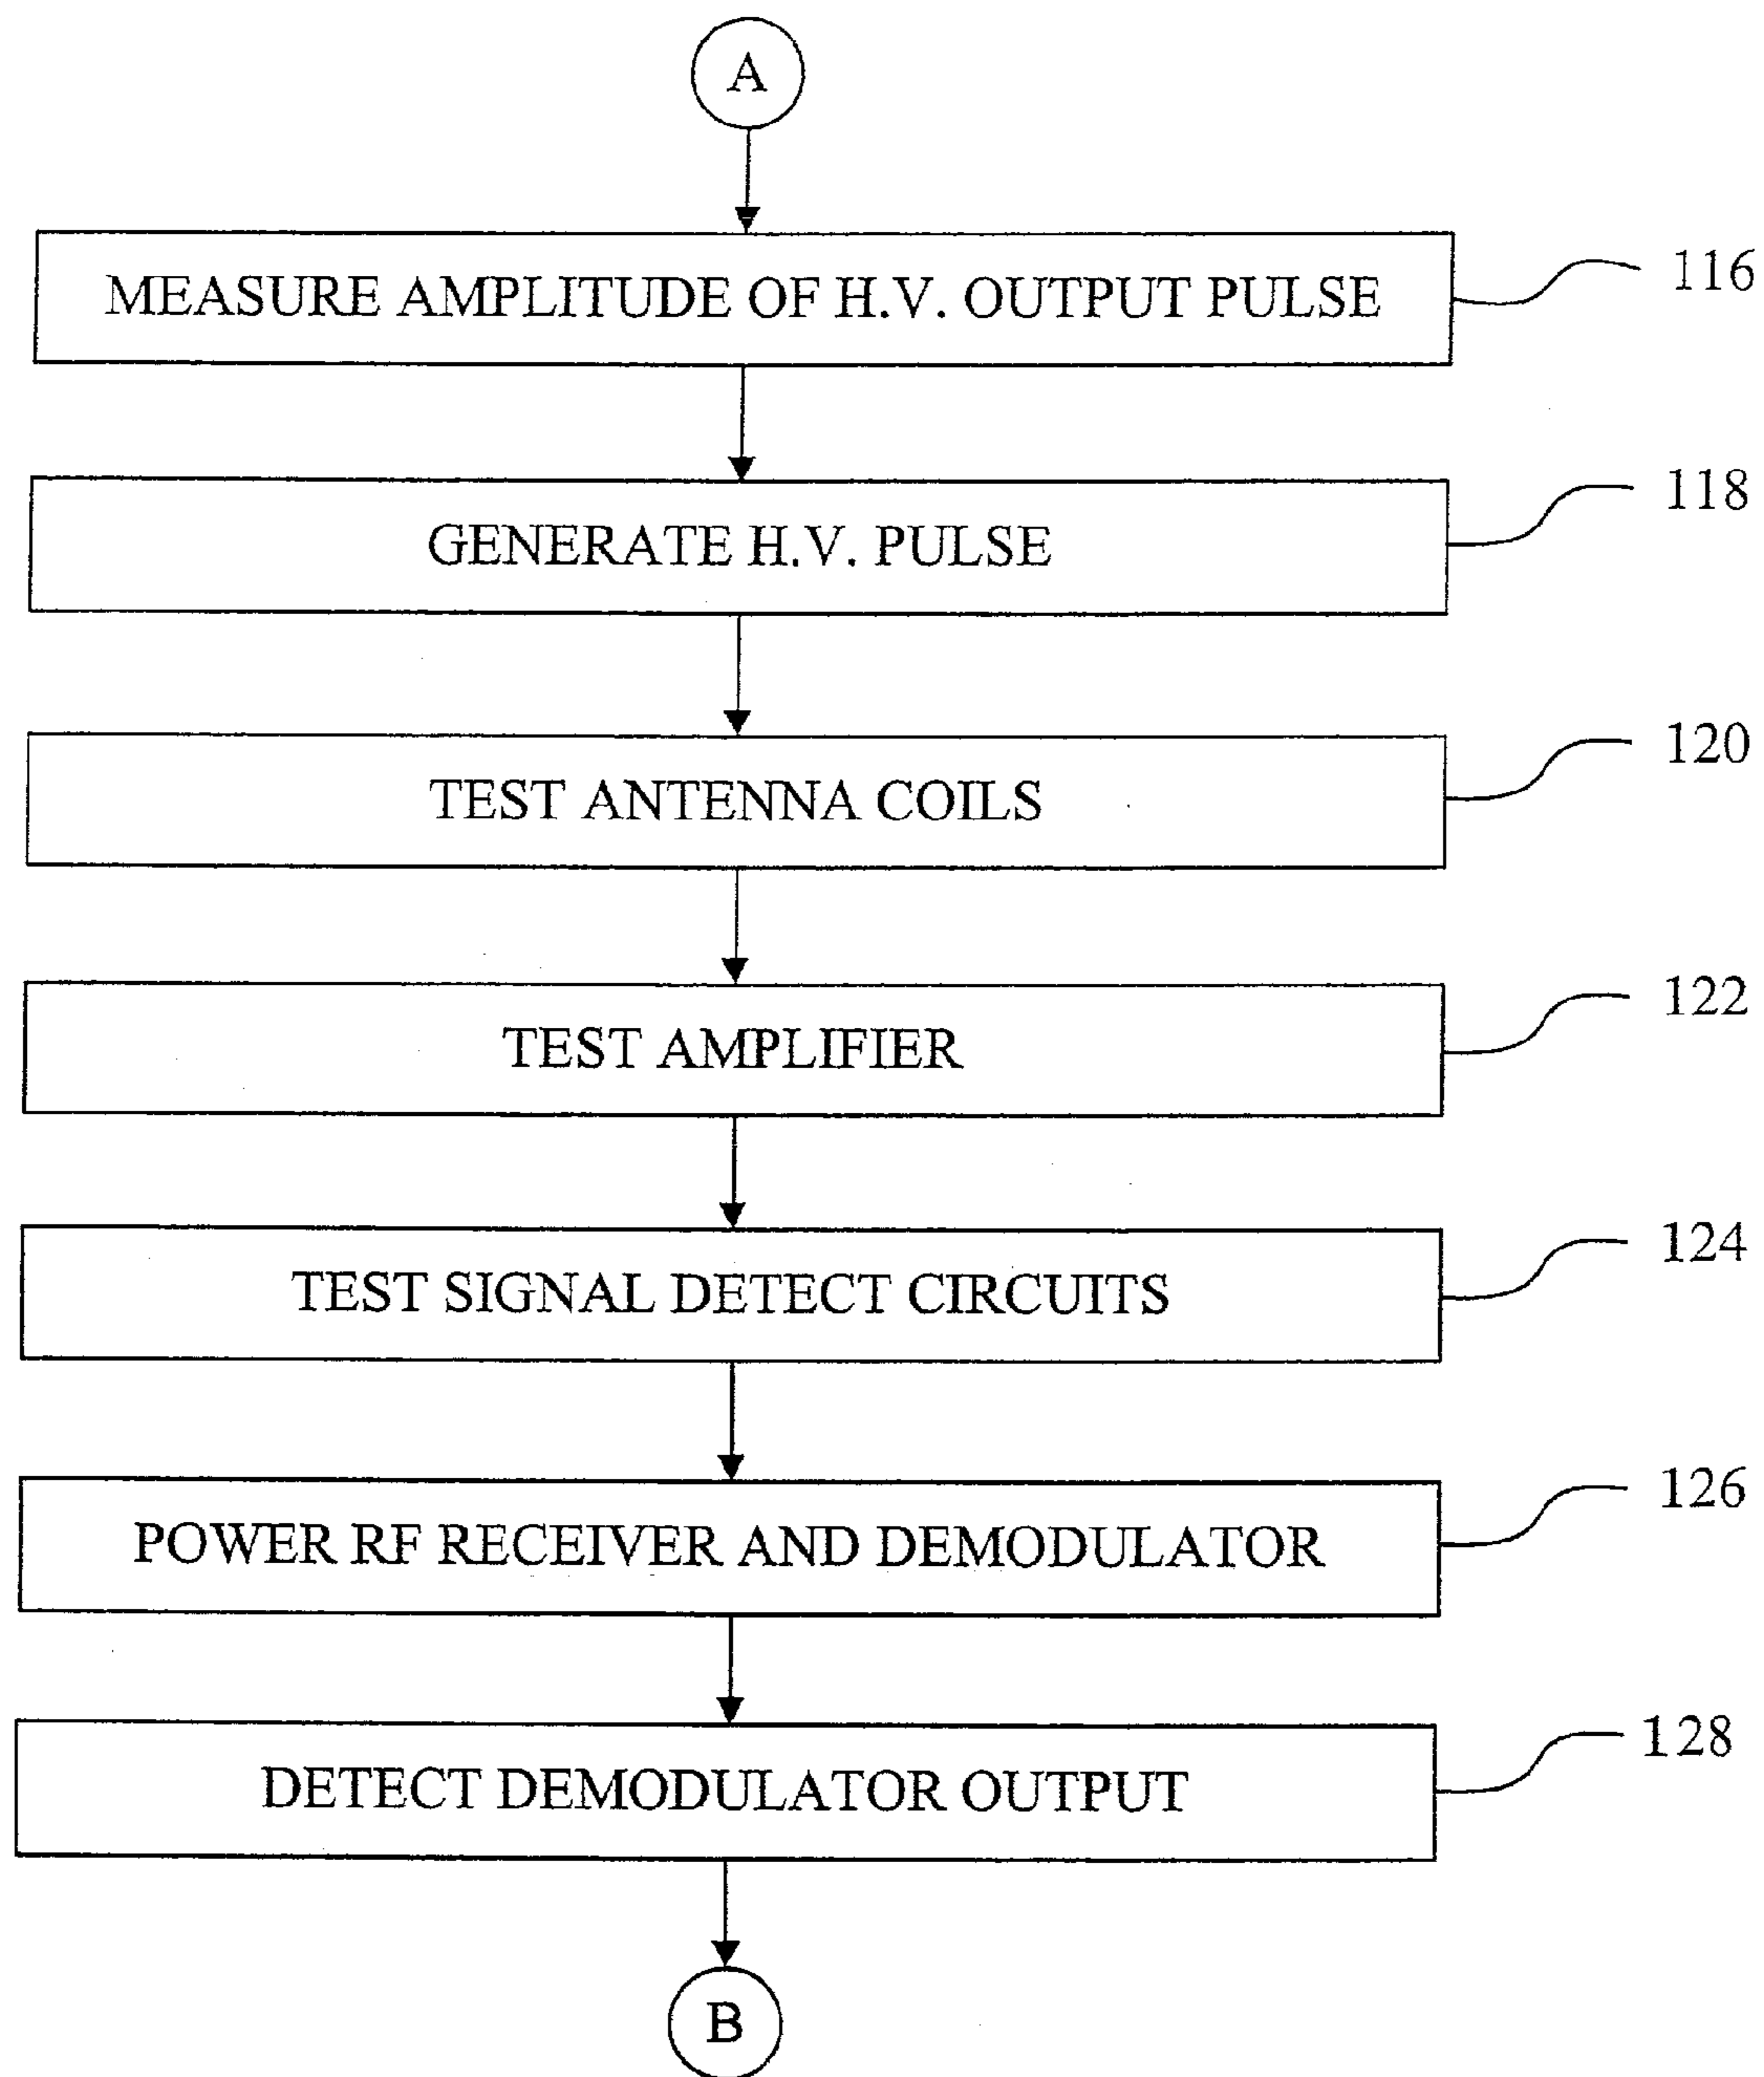 A
MEASURE AMPLITUDE OF H.V. OUTPUT PULSE
116
GENERATE H.V. PULSE
118
TEST ANTENNA COILS
120
TEST AMPLIFIER
122
TEST SIGNAL DETECT CIRCUITS
124
POWER RF RECEIVER AND DEMODULATOR
126
DETECT DEMODULATOR OUTPUT
128
B